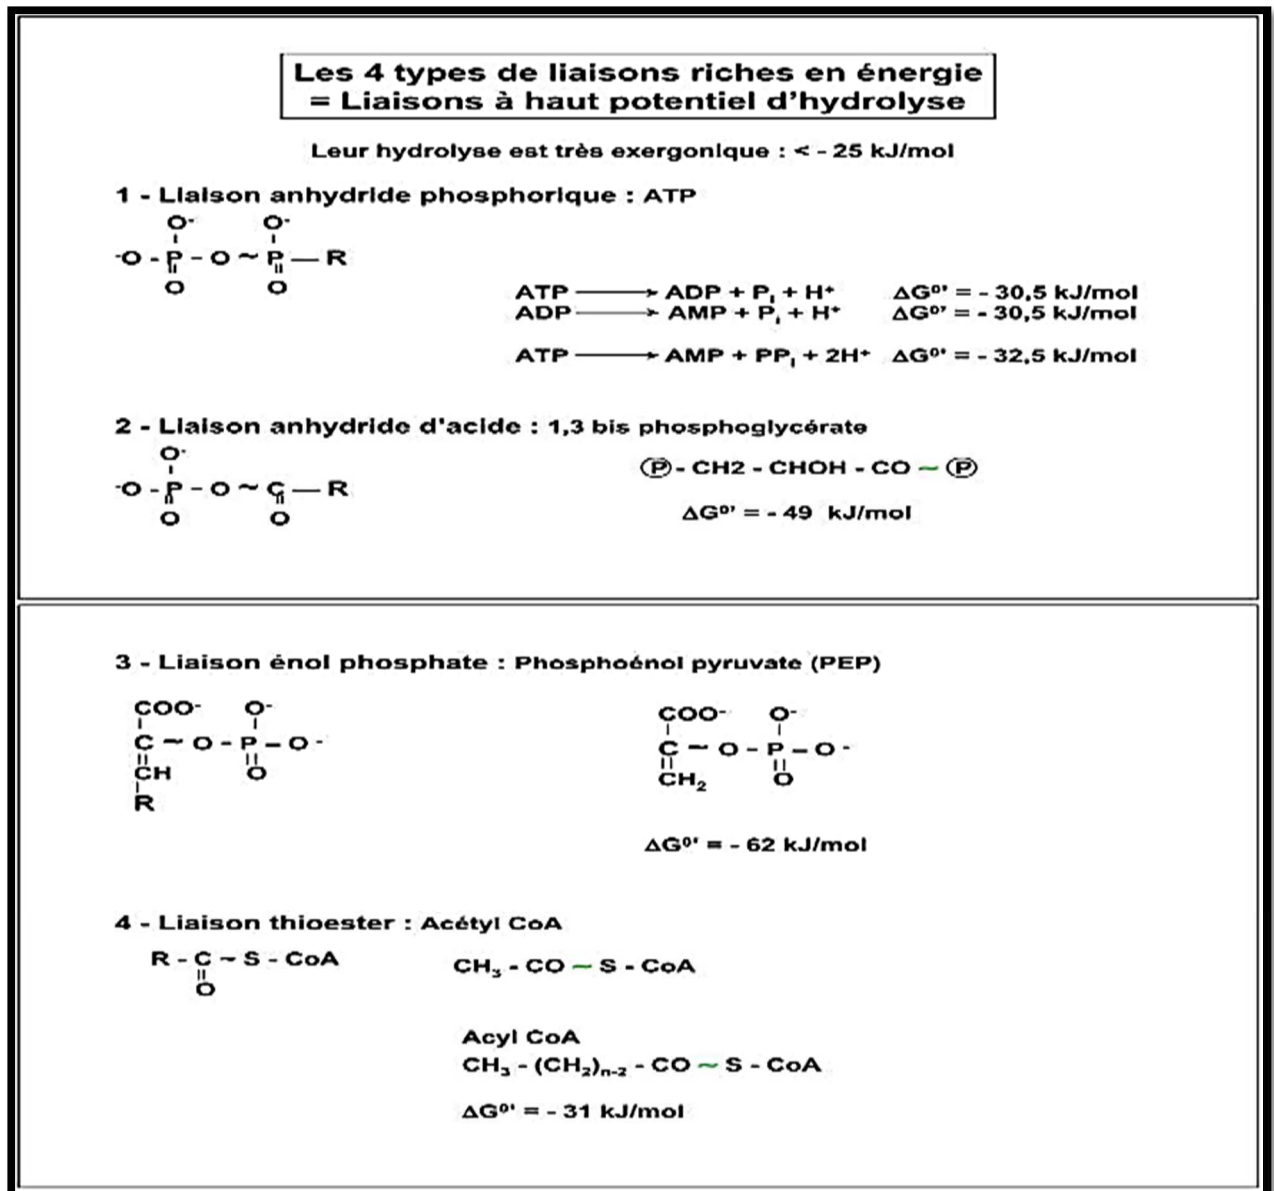 Les 4 types de liaisons riches en énergie
= Liaisons à haut potentiel d'hydrolyse
Leur hydrolyse est très exergonique : < - 25 kJ/mol
1 - Liaison anhydride phosphorique : ATP
O- O-
-O - P - O ~ P — R
O O
ATP → ADP + Pi + H+ ΔG0' = - 30,5 kJ/mol
ADP → AMP + Pi + H+ ΔG0' = - 30,5 kJ/mol
ATP → AMP + PPi + 2H+ ΔG0' = - 32,5 kJ/mol
2 - Liaison anhydride d'acide : 1,3 bis phosphoglycérate
O-
-O - P - O ~ C — R
O O
Ⓟ - CH2 - CHOH - CO ~ Ⓟ
ΔG0' = - 49 kJ/mol
3 - Liaison énol phosphate : Phosphoénol pyruvate (PEP)
COO- O-
C ~ O - P - O -
CH O
R
COO- O-
C ~ O - P - O -
CH2 O
ΔG0' = - 62 kJ/mol
4 - Liaison thioester : Acétyl CoA
R - C ~ S - CoA
O
CH3 - CO ~ S - CoA
Acyl CoA
CH3 - (CH2)n-2 - CO ~ S - CoA
ΔG0' = - 31 kJ/mol